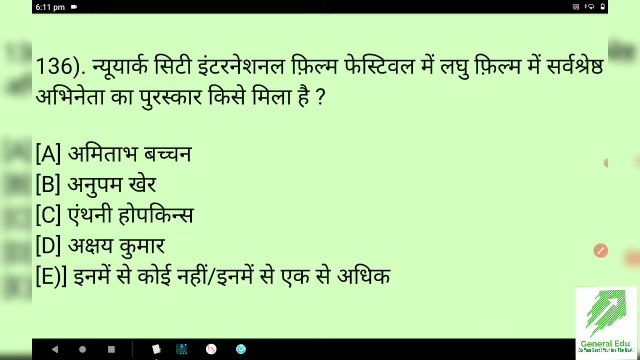 6:11 pm
136). न्यूयार्क सिटी इंटरनेशनल फ़िल्म फेस्टिवल में लघु फ़िल्म में सर्वश्रेष्ठ
अभिनेता का पुरस्कार किसे मिला है ?
[A] अमिताभ बच्चन
[B] अनुपम खेर
[C] एंथनी होपकिन्स
[D] अक्षय कुमार
[E)] इनमें से कोई नहीं/इनमें से एक से अधिक
General Edu